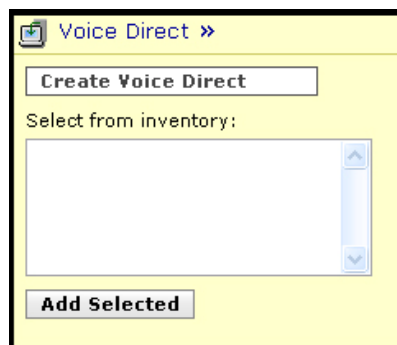 Voice Direct »
Create Voice Direct
Select from inventory:
Add Selected